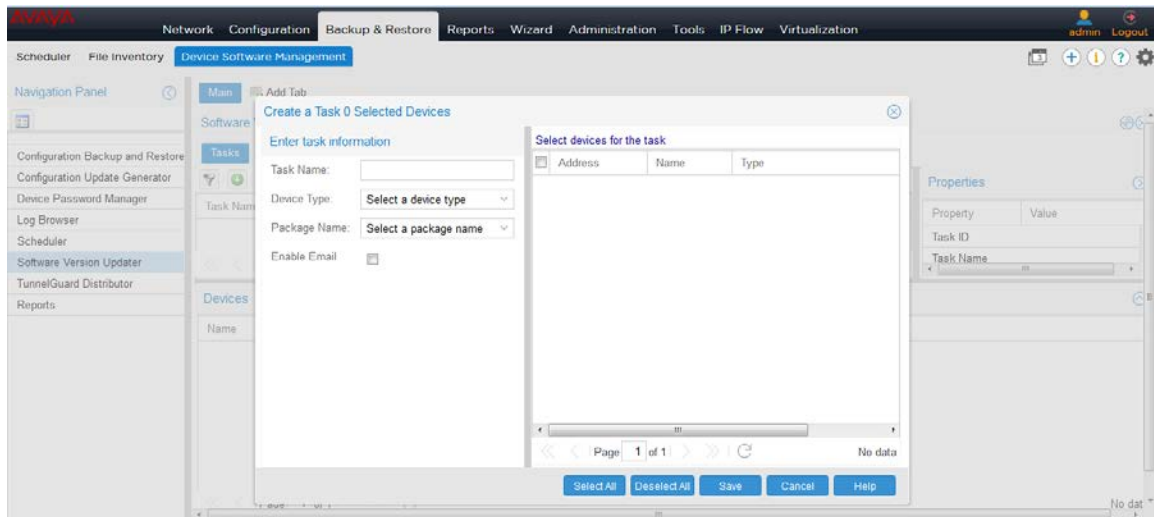 AVAYA
Network Configuration Backup & Restore Reports Wizard Administration Tools IP Flow Virtualization
admin Logout
Scheduler File Inventory Device Software Management
Navigation Panel
Main Add Tab
Create a Task 0 Selected Devices
Software
Enter task information
Select devices for the task
Configuration Backup and Restore
Tasks
Task Name:
Address Name Type
Configuration Update Generator
Properties
Device Password Manager
Task Nam
Device Type: Select a device type
Property Value
Log Browser
Package Name: Select a package name
Scheduler
Task ID
Software Version Updater
Enable Email
Task Name
TunnelGuard Distributor
Reports
Devices
Name
Page 1 of 1
No data
Select All Deselect All Save Cancel Help
No dat